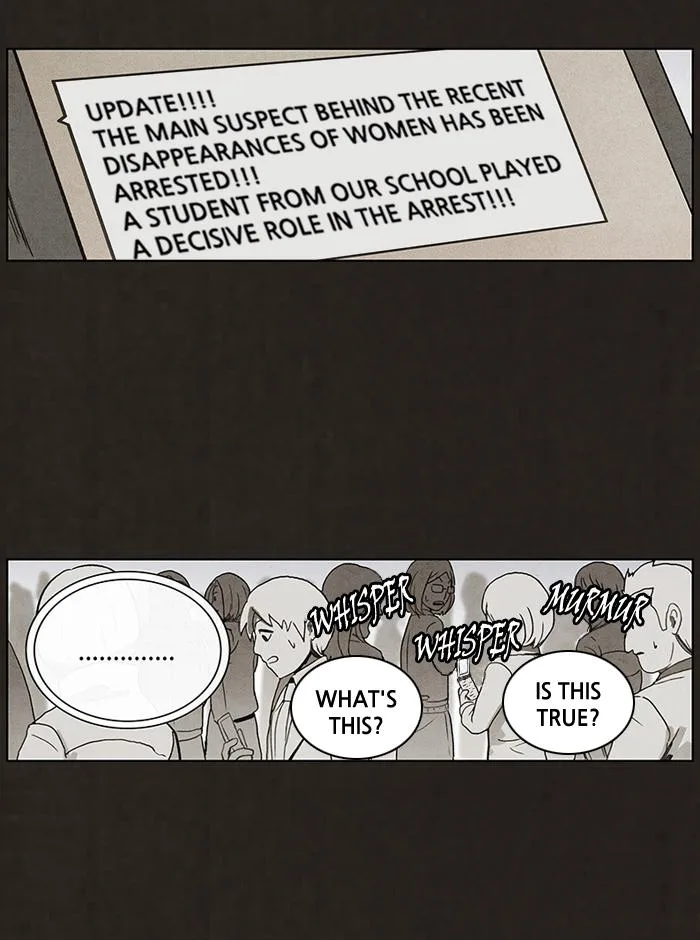 UPDATE!!!!
THE MAIN SUSPECT BEHIND THE RECENT
DISAPPEARANCES OF WOMEN HAS BEEN
ARRESTED!!!
A STUDENT FROM OUR SCHOOL PLAYED
A DECISIVE ROLE IN THE ARREST!!!
..............
WHISPER
WHISPER
MURMUR
WHAT'S
THIS?
IS THIS
TRUE?